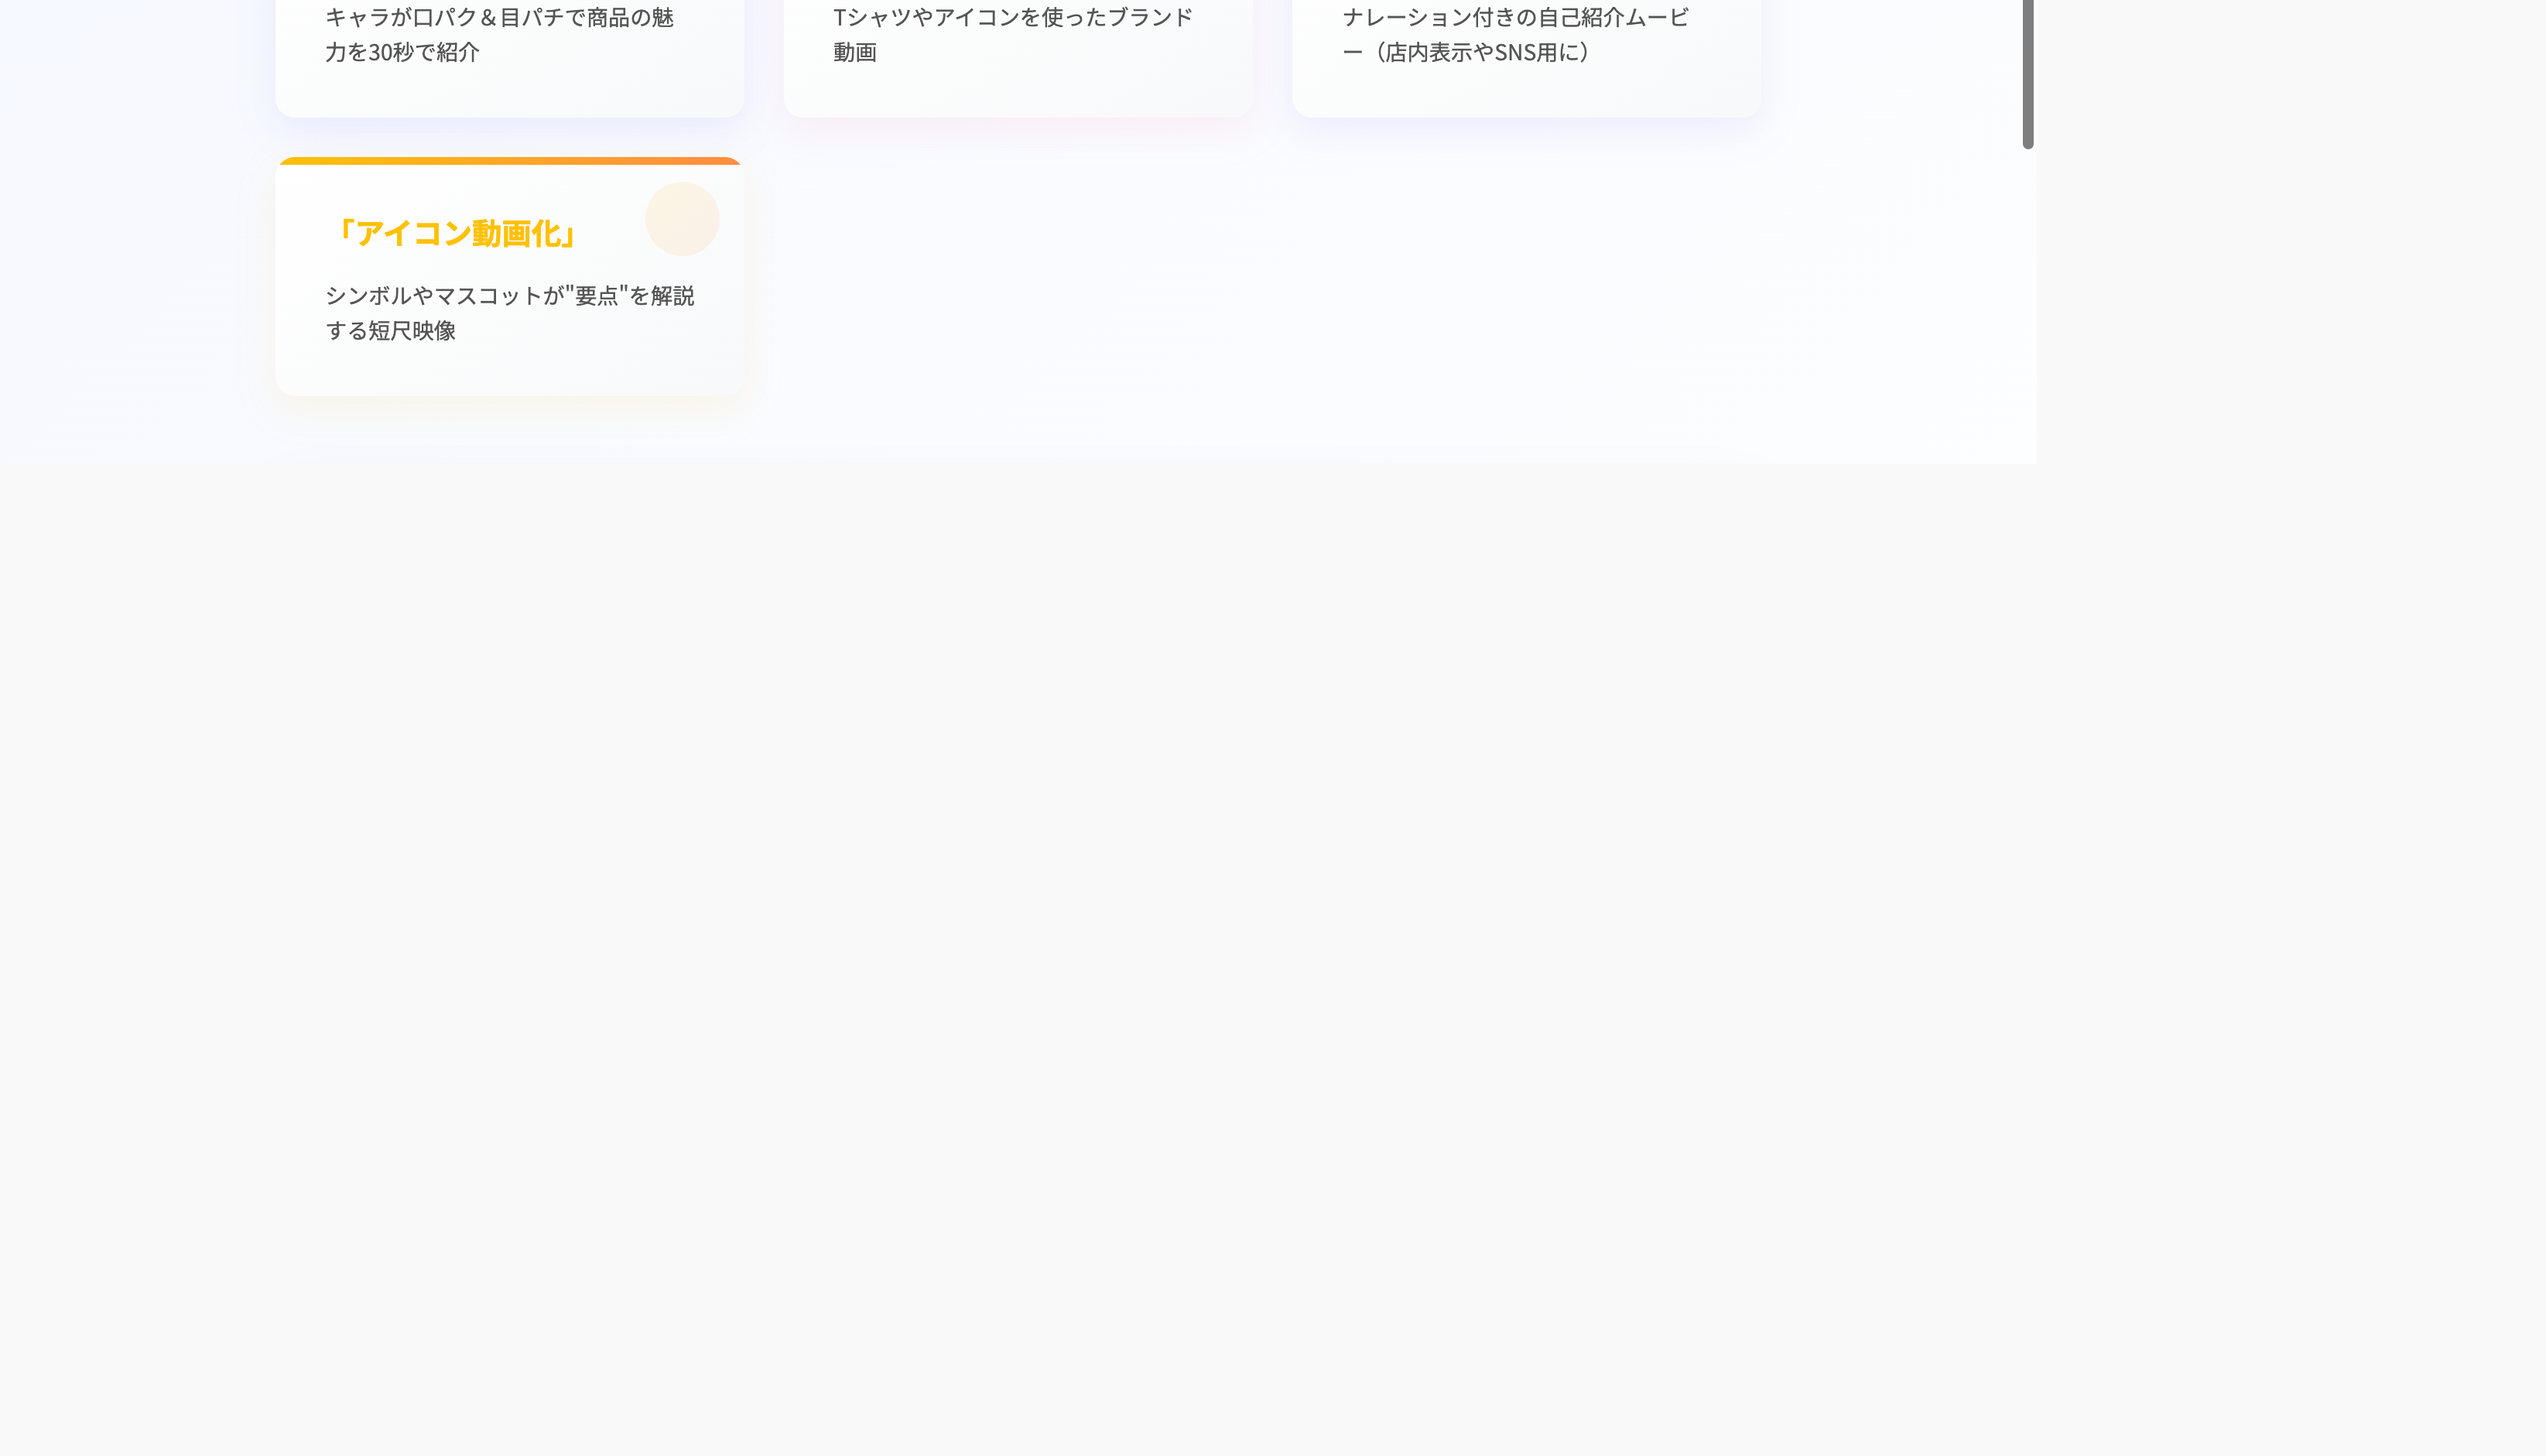 キャラが口パク＆目パチで商品の魅
力を30秒で紹介
Tシャツやアイコンを使ったブランド
動画
ナレーション付きの自己紹介ムービ
ー（店内表示やSNS用に）
「アイコン動画化」
シンボルやマスコットが"要点"を解説
する短尺映像